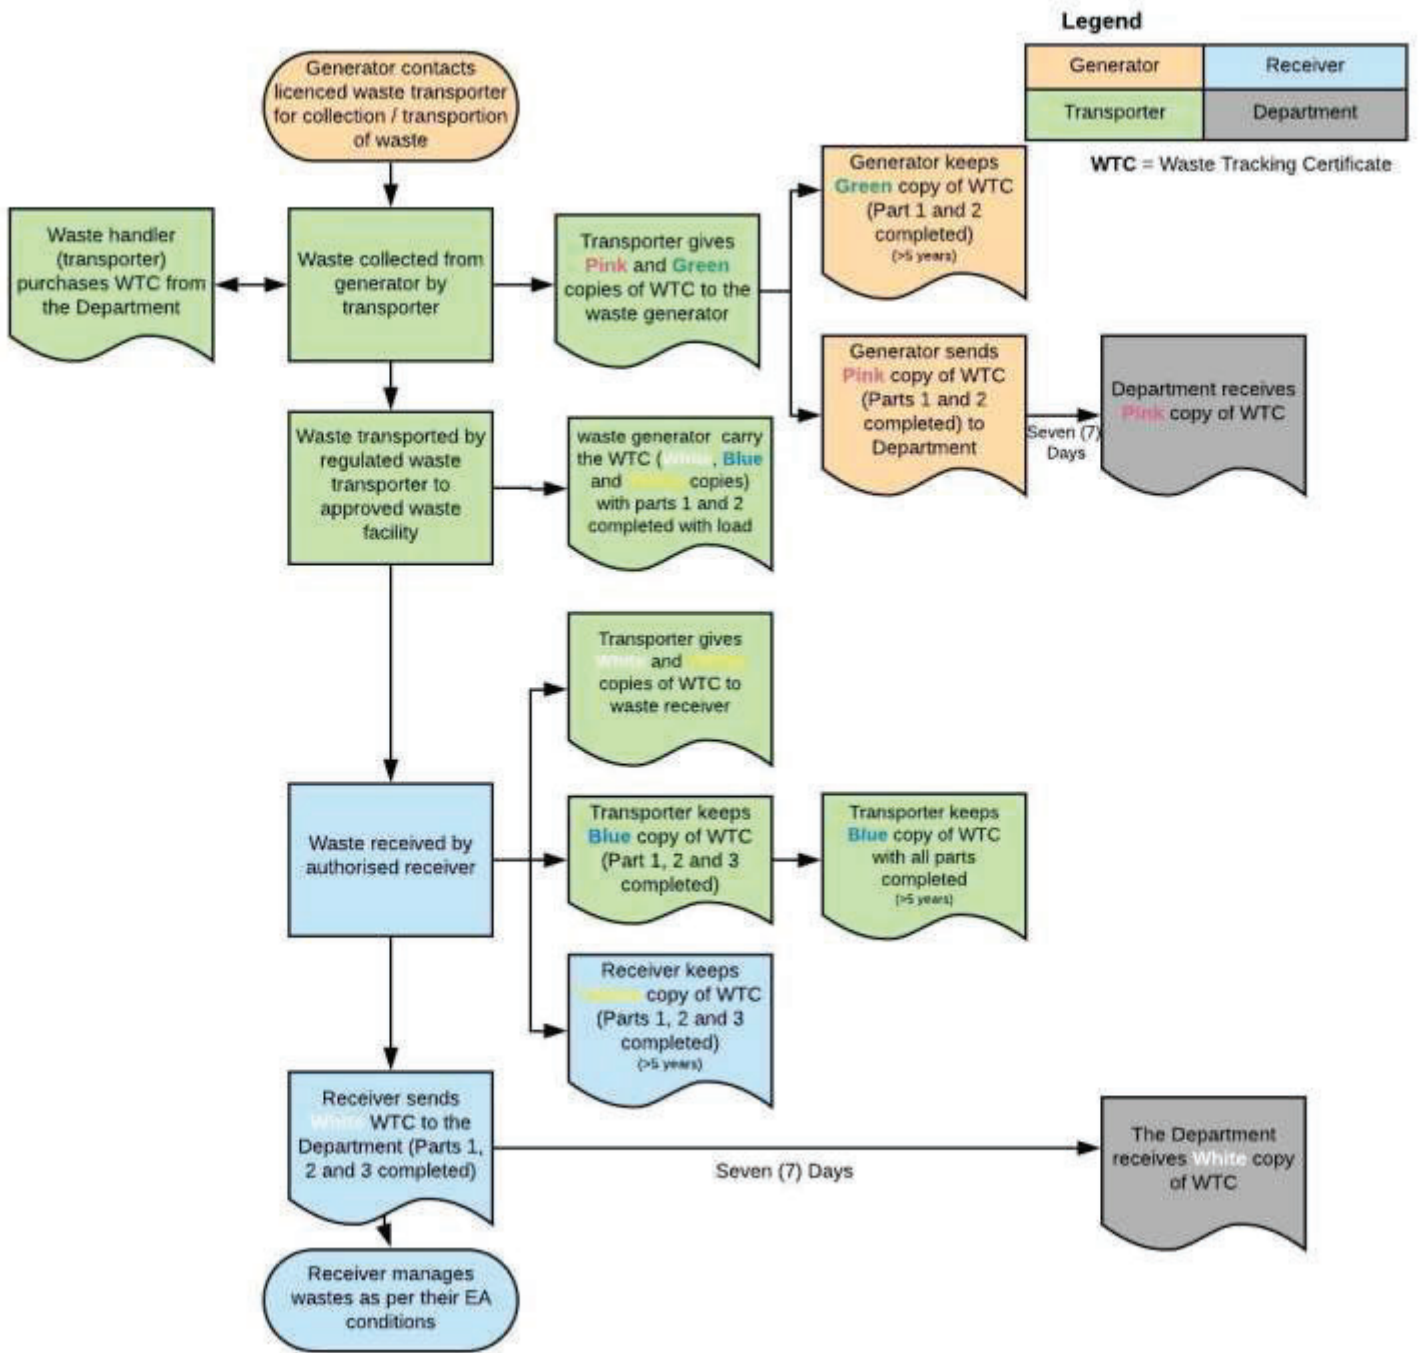 Legend
Generator
Receiver
Transporter
Department
WTC = Waste Tracking Certificate
Generator contacts
licenced waste transporter
for collection / transportion
of waste
Waste handler
(transporter)
purchases WTC from
the Department
Waste collected from
generator by
transporter
Transporter gives
Pink and Green
copies of WTC to the
waste generator
Generator keeps
Green copy of WTC
(Part 1 and 2
completed)
(>5 years)
Generator sends
Pink copy of WTC
(Parts 1 and 2
completed) to
Department
Seven (7)
Days
Department receives
Pink copy of WTC
Waste transported by
regulated waste
transporter to
approved waste
facility
waste generator carry
the WTC (White, Blue
and Yellow copies)
with parts 1 and 2
completed with load
Transporter gives
White and Yellow
copies of WTC to
waste receiver
Waste received by
authorised receiver
Transporter keeps
Blue copy of WTC
(Part 1, 2 and 3
completed)
Transporter keeps
Blue copy of WTC
with all parts
completed
(>5 years)
Receiver keeps
Yellow copy of WTC
(Parts 1, 2 and 3
completed)
(>5 years)
Receiver sends
White WTC to the
Department (Parts 1,
2 and 3 completed)
Seven (7) Days
The Department
receives White copy
of WTC
Receiver manages
wastes as per their EA
conditions